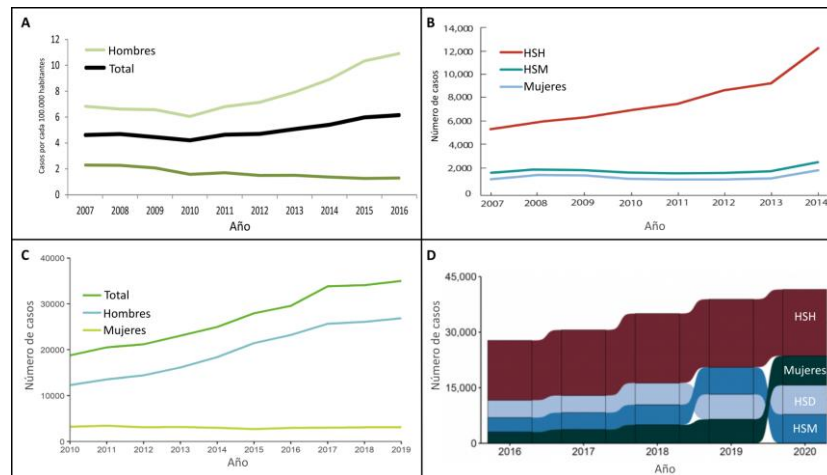 A
Hombres
Total
Casos por cada 100.000 habitantes
12
10
8
6
4
2
0
2007 2008 2009 2010 2011 2012 2013 2014 2015 2016
Año
B
HSH
HSM
Mujeres
Número de casos
14,000
12,000
10,000
8,000
6,000
4,000
2,000
0
2007 2008 2009 2010 2011 2012 2013 2014
Año
C
Total
Hombres
Mujeres
Número de casos
40000
30000
20000
10000
0
2010 2011 2012 2013 2014 2015 2016 2017 2018 2019
Año
D
Número de casos
45,000
30,000
15,000
0
HSH
Mujeres
HSD
HSM
2016 2017 2018 2019 2020
Año